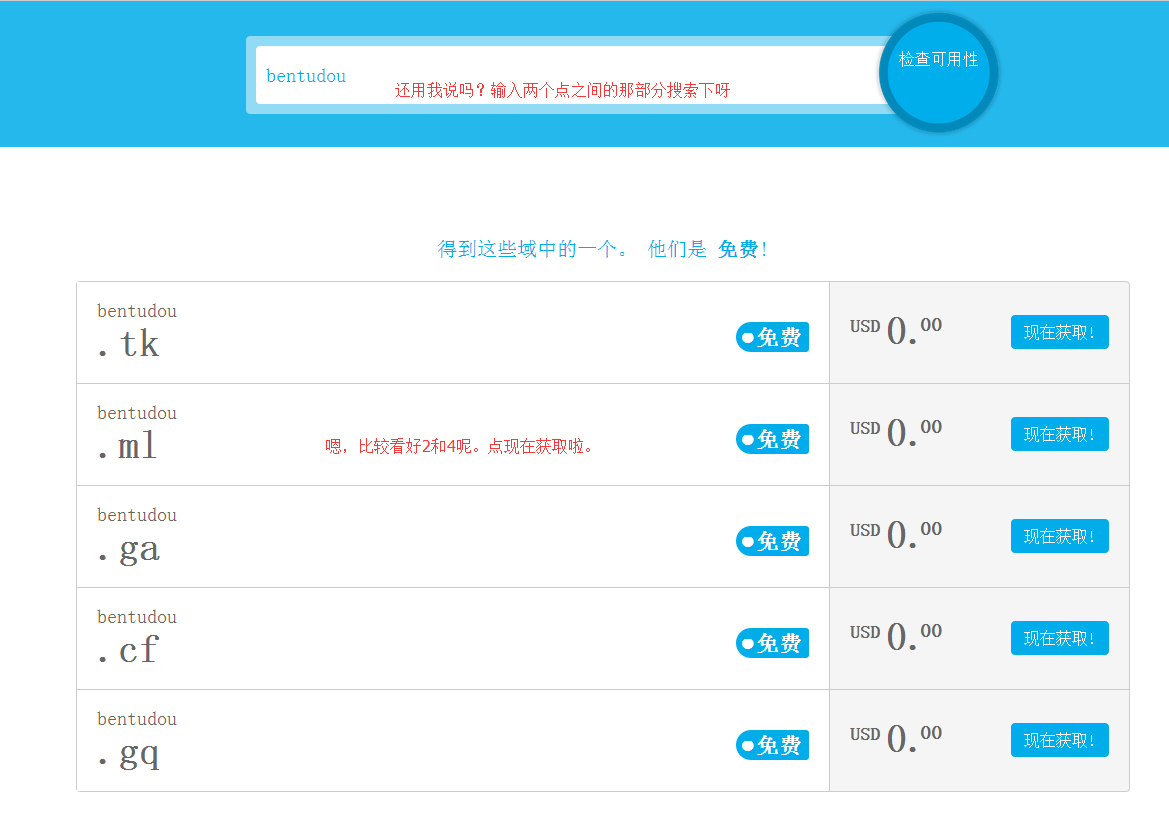 检查可用性
bentudou
还用我说吗？输入两个点之间的那部分搜索下呀
得到这些域中的一个。 他们是 免费!
bentudou
.tk
免费
USD 0.00
现在获取!
bentudou
.ml
嗯，比较看好2和4呢。点现在获取啦。
免费
USD 0.00
现在获取!
bentudou
.ga
免费
USD 0.00
现在获取!
bentudou
.cf
免费
USD 0.00
现在获取!
bentudou
.gq
免费
USD 0.00
现在获取!